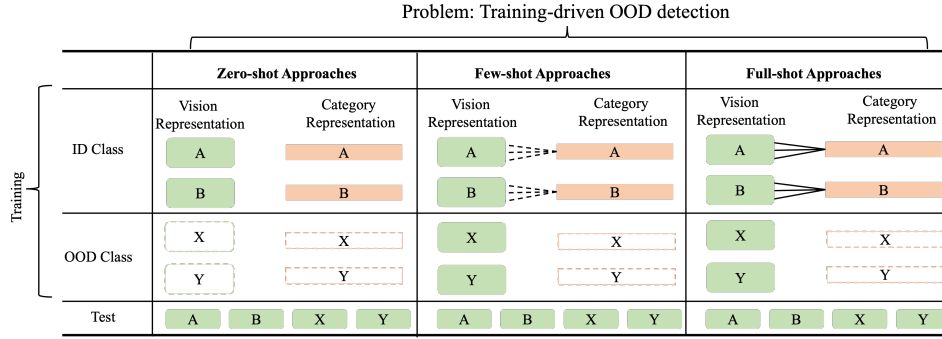 Problem: Training-driven OOD detection
Zero-shot Approaches
Few-shot Approaches
Full-shot Approaches
Training
ID Class
Vision
Representation
Category
Representation
A
A
B
B
Vision
Representation
Category
Representation
A
A
B
B
Vision
Representation
Category
Representation
A
A
B
B
OOD Class
X
X
Y
Y
X
X
Y
Y
X
X
Y
Y
Test
A B X Y
A B X Y
A B X Y